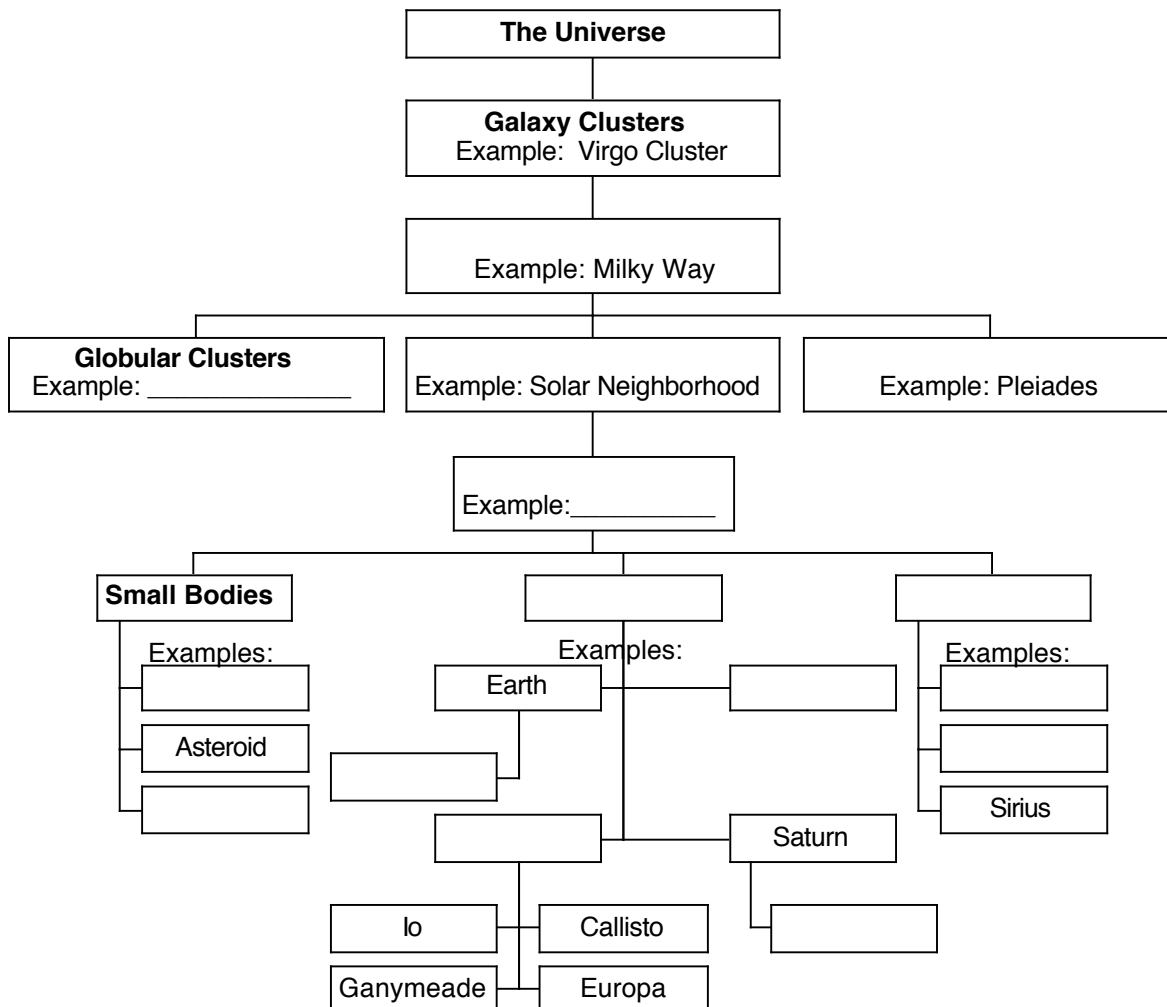 The Universe
Galaxy Clusters
Example: Virgo Cluster
Example: Milky Way
Globular Clusters
Example: ________________
Example: Solar Neighborhood
Example: Pleiades
Example:__________
Small Bodies
Examples:
Asteroid
Examples:
Earth
Saturn
Io
Callisto
Ganymeade
Europa
Examples:
Sirius